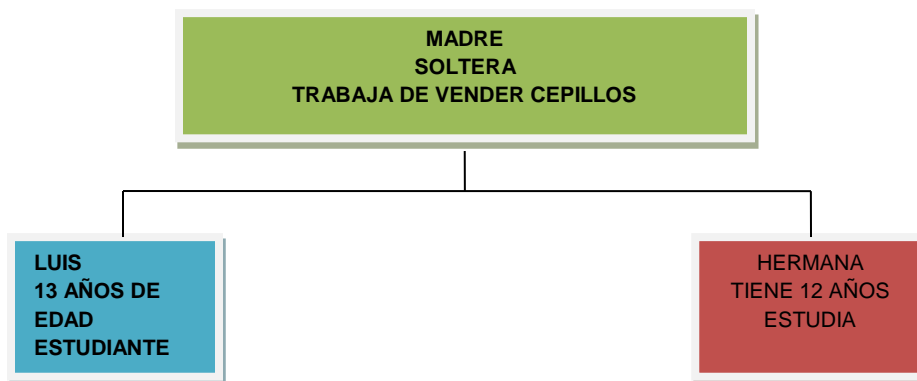 MADRE
SOLTERA
TRABAJA DE VENDER CEPILLOS
LUIS
13 AÑOS DE
EDAD
ESTUDIANTE
HERMANA
TIENE 12 AÑOS
ESTUDIA